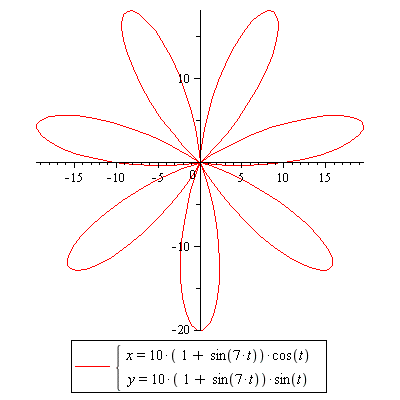 10
-15 -10 -5 0 5 10 15
-10
-20
x = 10·( 1 + sin(7·t))·cos(t)
y = 10·( 1 + sin(7·t))·sin(t)